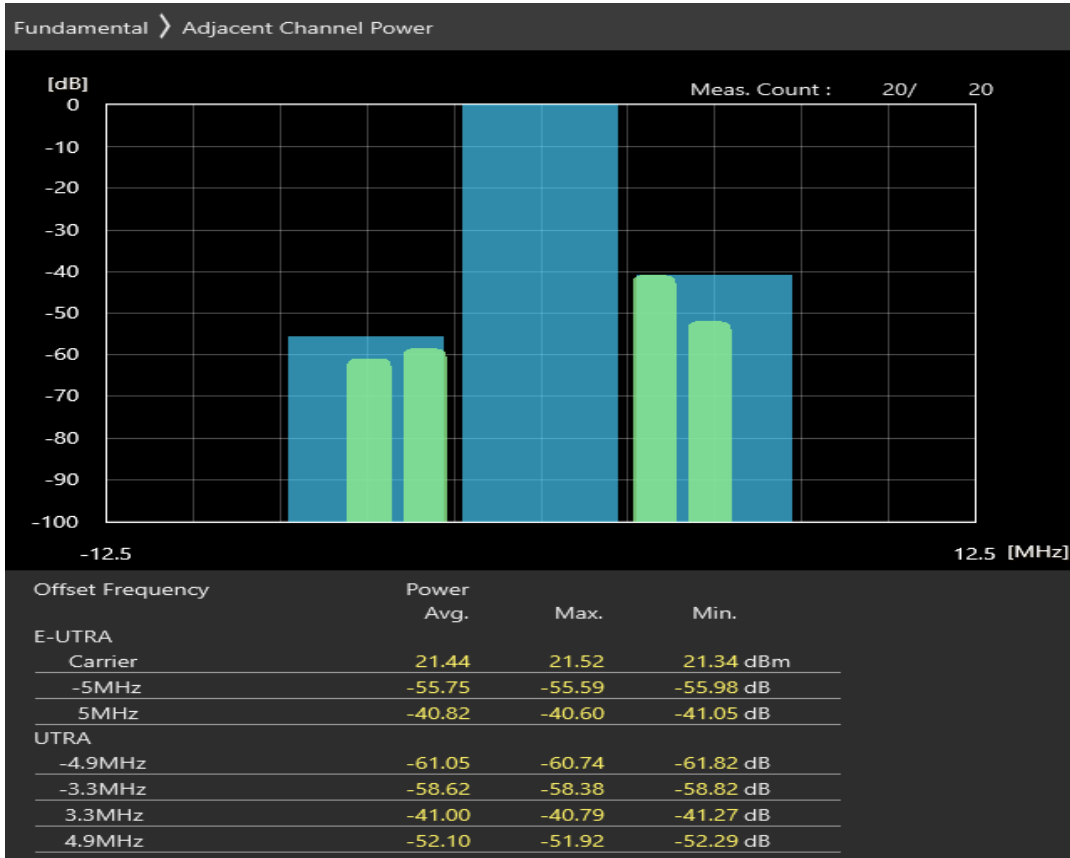 Fundamental 〉 Adjacent Channel Power
[dB]
Meas. Count : 20/ 20
0
-10
-20
-30
-40
-50
-60
-70
-80
-90
-100
-12.5 12.5 [MHz]
Offset Frequency Power
Avg. Max. Min.
E-UTRA
Carrier 21.44 21.52 21.34 dBm
-5MHz -55.75 -55.59 -55.98 dB
5MHz -40.82 -40.60 -41.05 dB
UTRA
-4.9MHz -61.05 -60.74 -61.82 dB
-3.3MHz -58.62 -58.38 -58.82 dB
3.3MHz -41.00 -40.79 -41.27 dB
4.9MHz -52.10 -51.92 -52.29 dB